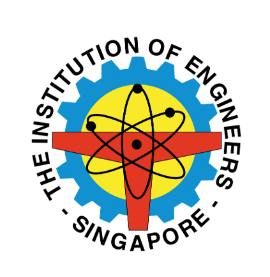 THE INSTITUTION OF ENGINEERS
- SINGAPORE -